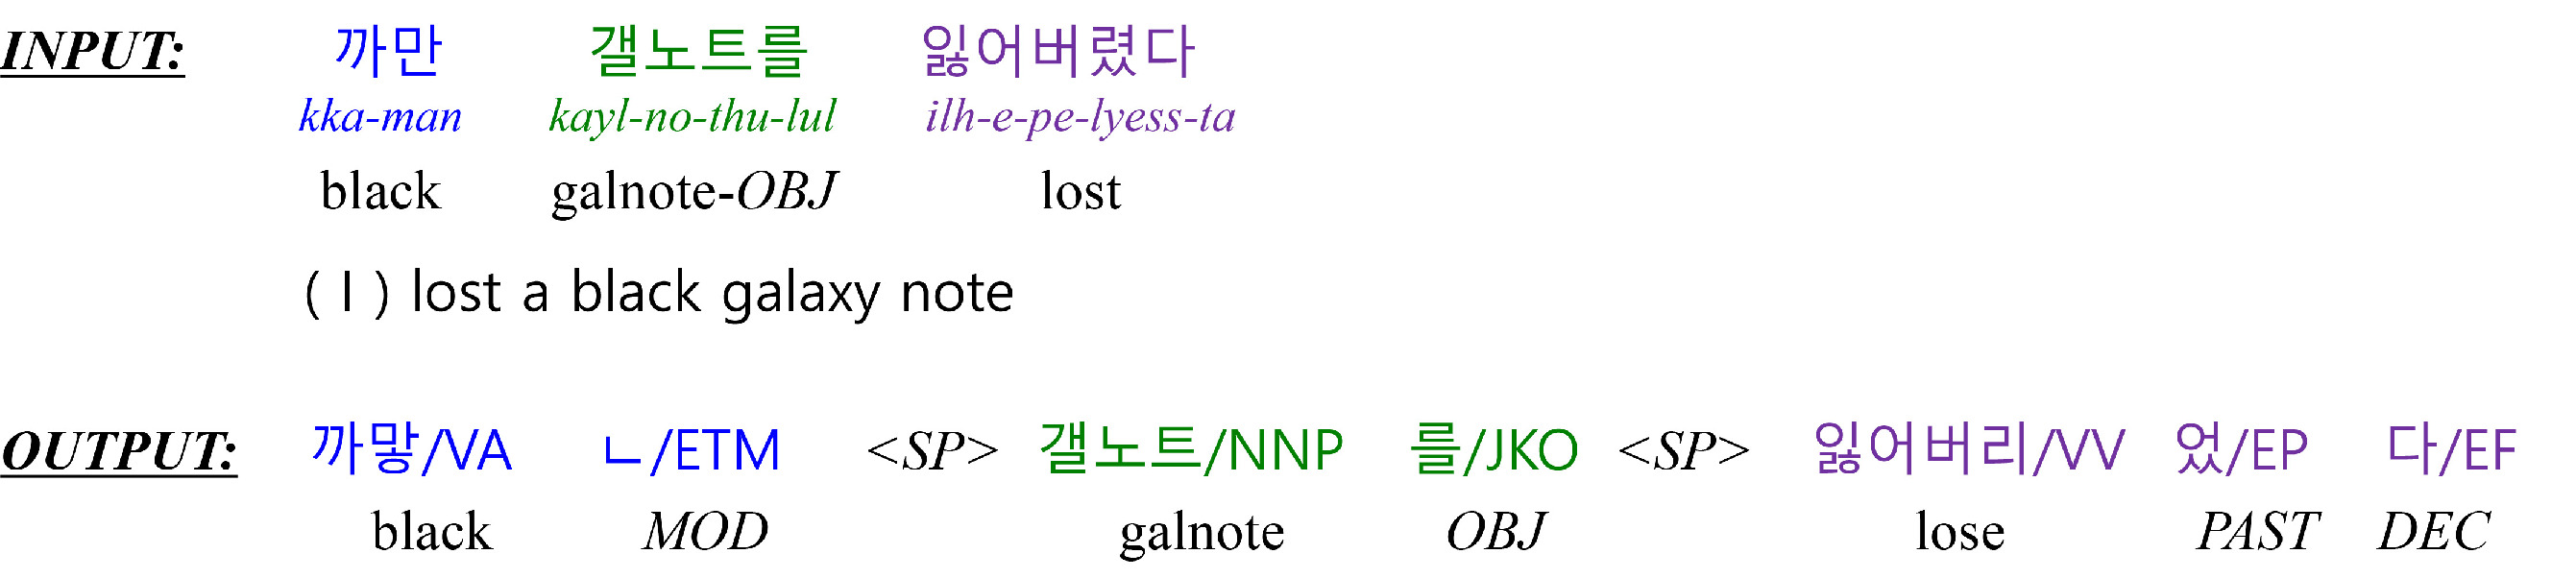 INPUT: 까만 갤노트를 잃어버렸다
kka-man kayl-no-thu-lul ilh-e-pe-lyess-ta
black galnote-OBJ lost
( I ) lost a black galaxy note
OUTPUT: 까맣/VA ㄴ/ETM <SP> 갤노트/NNP 를/JKO <SP> 잃어버리/VV 었/EP 다/EF
black MOD galnote OBJ lose PAST DEC